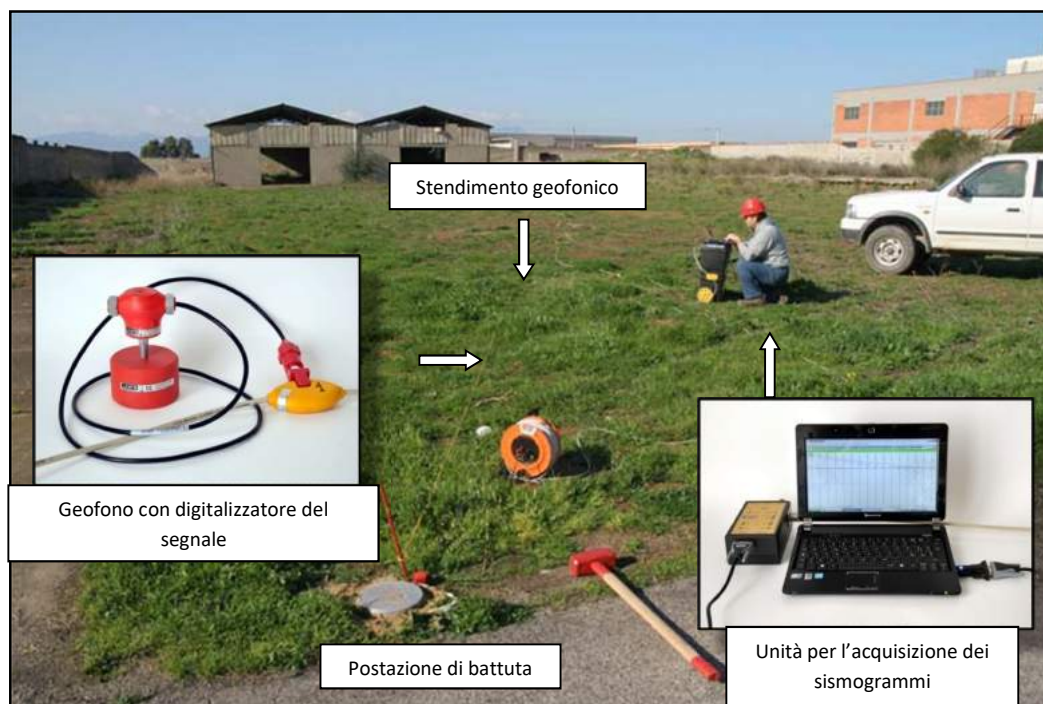 Stendimento geofonico
Geofono con digitalizzatore del
segnale
Postazione di battuta
Unità per l’acquisizione dei
sismogrammi